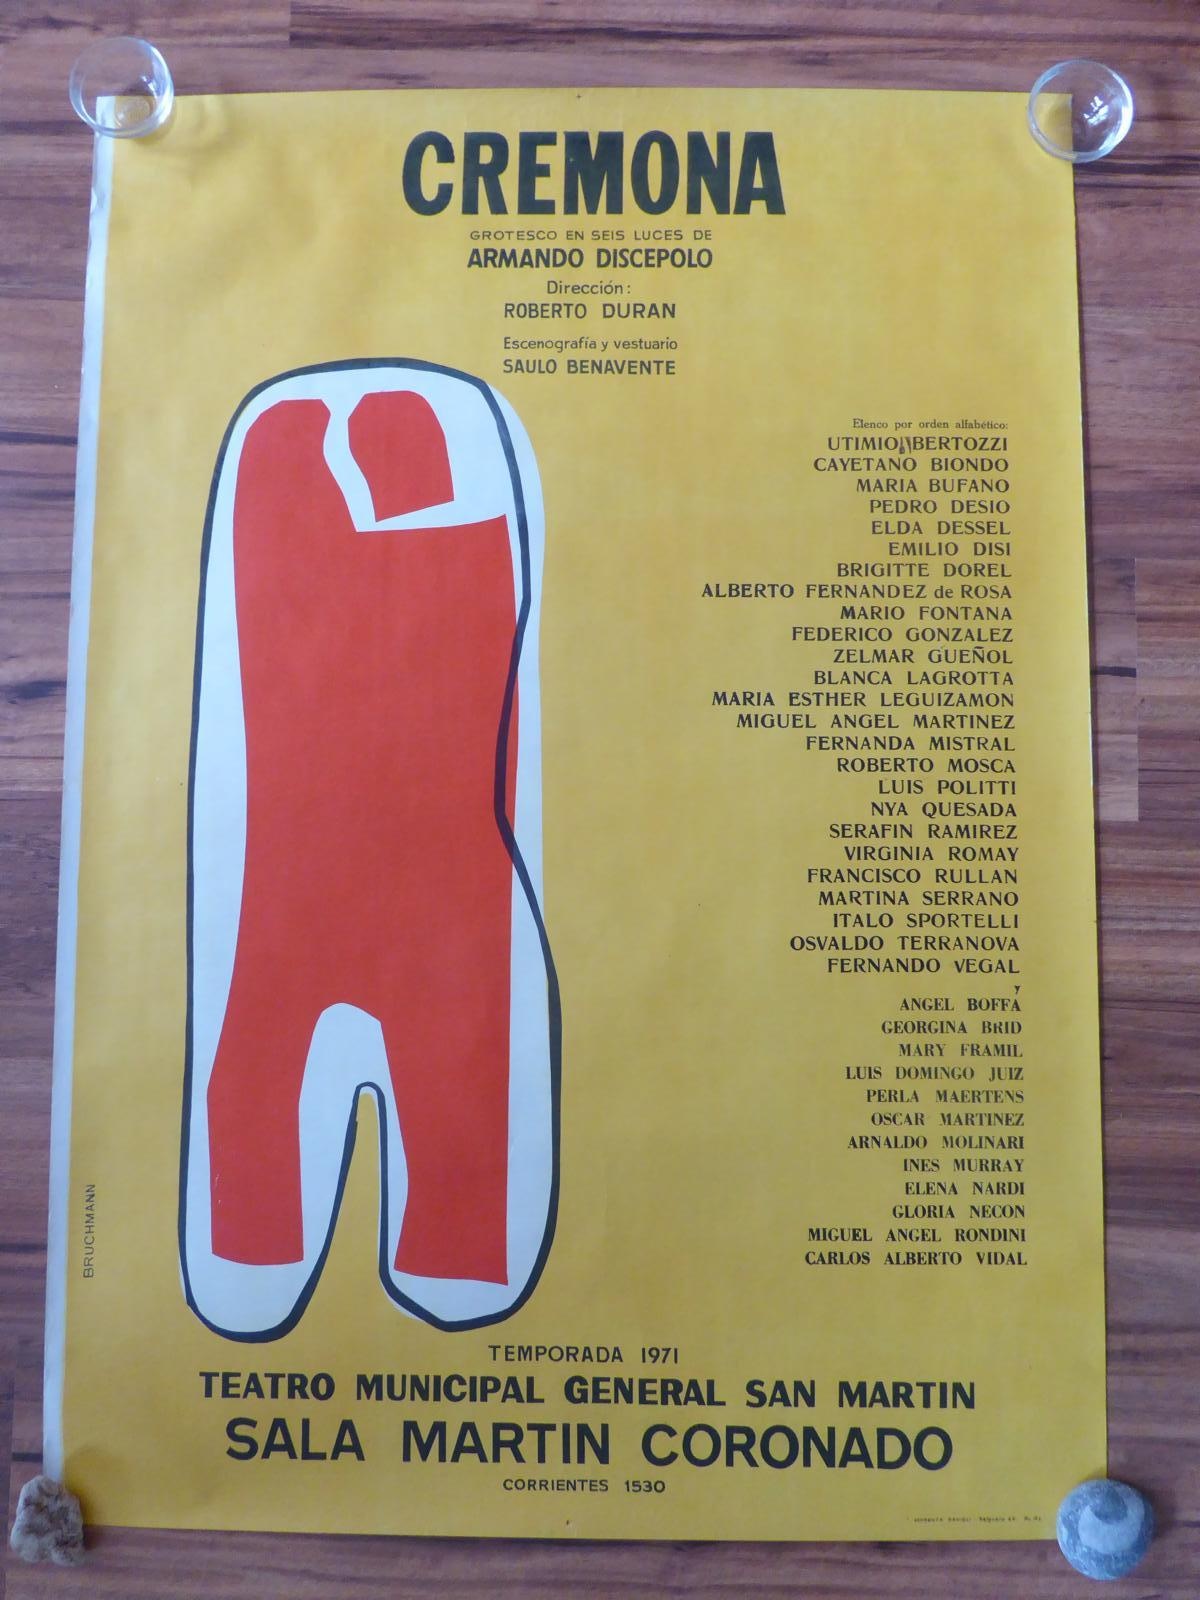 CREMONA
GROTESCO EN SEIS LUCES DE
ARMANDO DISCEPOLO
Dirección:
ROBERTO DURAN
Escenografía y vestuario
SAULO BENAVENTE
Elenco por orden alfabético:
UTIMIO BERTOZZI
CAYETANO BIONDO
MARIA BUFANO
PEDRO DESIO
ELDA DESSEL
EMILIO DISI
BRIGITTE DOREL
ALBERTO FERNANDEZ de ROSA
MARIO FONTANA
FEDERICO GONZALEZ
ZELMAR GUEÑOL
BLANCA LAGROTTA
MARIA ESTHER LEGUIZAMON
MIGUEL ANGEL MARTINEZ
FERNANDA MISTRAL
ROBERTO MOSCA
LUIS POLITTI
NYA QUESADA
SERAFIN RAMIREZ
VIRGINIA ROMAY
FRANCISCO RULLAN
MARTINA SERRANO
ITALO SPORTELLI
OSVALDO TERRANOVA
FERNANDO VEGAL
y
ANGEL BOFFA
GEORGINA BRID
MARY FRAMIL
LUIS DOMINGO JUIZ
PERLA MAERTENS
OSCAR MARTINEZ
ARNALDO MOLINARI
INES MURRAY
ELENA NARDI
GLORIA NECON
MIGUEL ANGEL RONDINI
CARLOS ALBERTO VIDAL
BRUCHMANN
TEMPORADA 1971
TEATRO MUNICIPAL GENERAL SAN MARTIN
SALA MARTIN CORONADO
CORRIENTES 1530